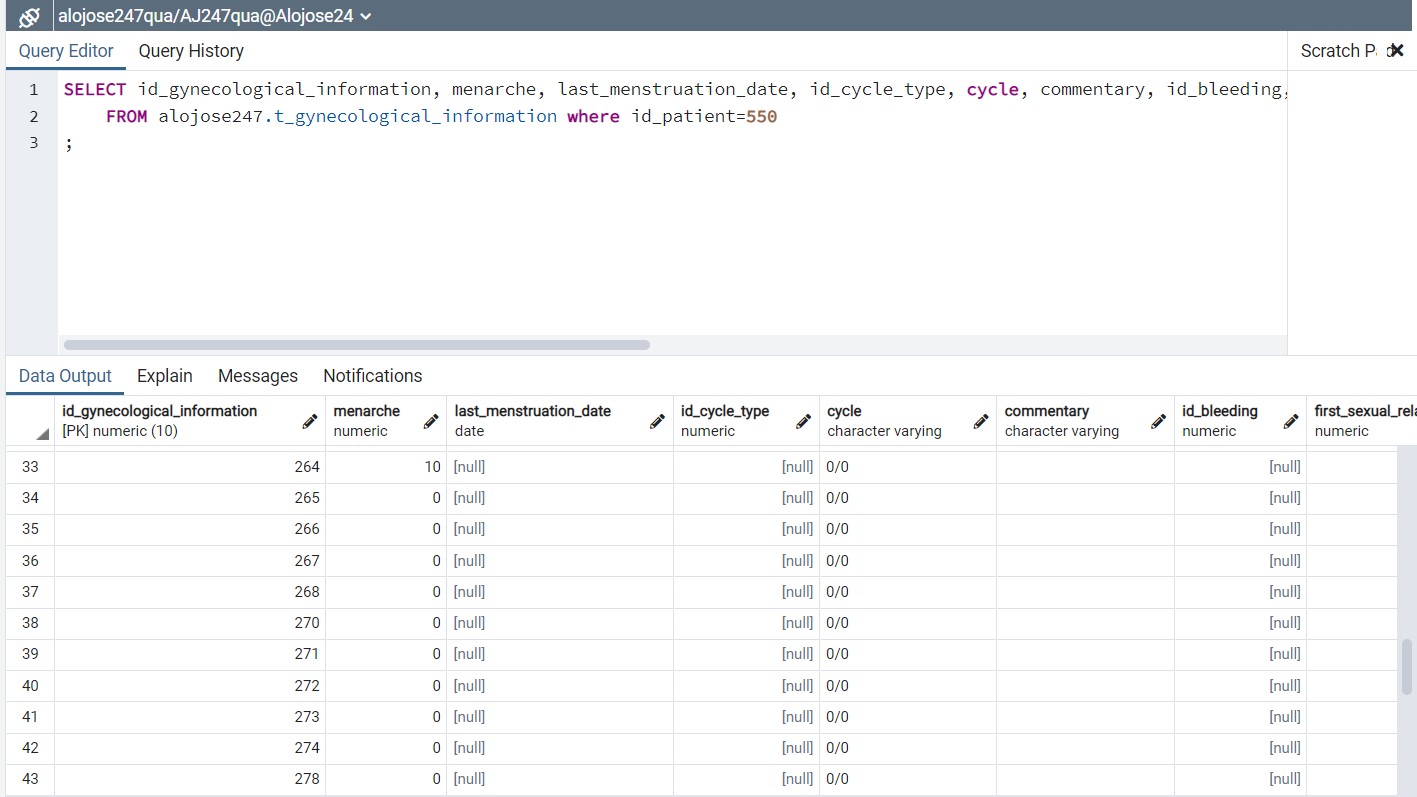 alojose247qua/AJ247qua@Alojose24
Query Editor Query History Scratch P
1 SELECT id_gynecological_information, menarche, last_menstruation_date, id_cycle_type, cycle, commentary, id_bleeding,
2 FROM alojose247.t_gynecological_information where id_patient=550
3 ;
Data Output Explain Messages Notifications
id_gynecological_information menarche last_menstruation_date id_cycle_type cycle commentary id_bleeding first_sexual_rela
[PK] numeric (10) numeric date numeric character varying character varying numeric numeric
33 264 10 [null] [null] 0/0 [null]
34 265 0 [null] [null] 0/0 [null]
35 266 0 [null] [null] 0/0 [null]
36 267 0 [null] [null] 0/0 [null]
37 268 0 [null] [null] 0/0 [null]
38 270 0 [null] [null] 0/0 [null]
39 271 0 [null] [null] 0/0 [null]
40 272 0 [null] [null] 0/0 [null]
41 273 0 [null] [null] 0/0 [null]
42 274 0 [null] [null] 0/0 [null]
43 278 0 [null] [null] 0/0 [null]